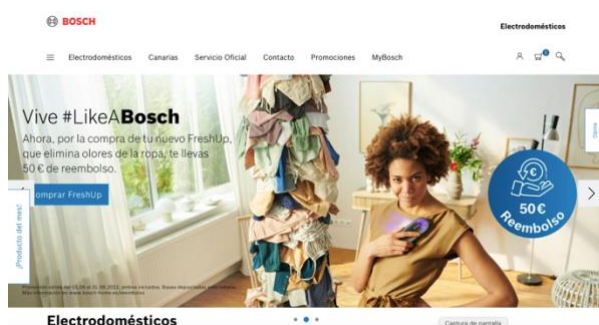 BOSCH
Electrodomésticos
Electrodomésticos Canarias Servicio Oficial Contacto Promociones MyBosch
0
Vive #LikeABosch
Ahora, por la compra de tu nuevo FreshUp,
que elimina olores de la ropa, te llevas
50 € de reembolso.
omprar FreshUp
¡Producto del mes!
€
50 €
Reembolso
Electrodomésticos
Captura de pantalla